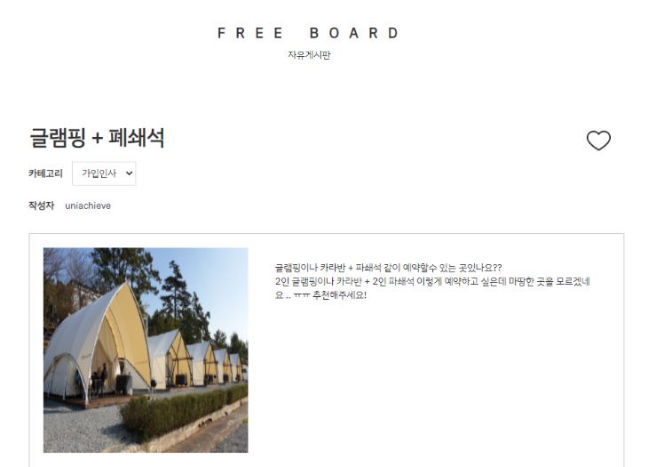 FREE BOARD
자유게시판
글램핑 + 폐쇄석
카테고리 가입인사
작성자 uniachieve
글램핑이나 카라반 + 파쇄석 같이 예약할수 있는 곳있나요??
2인 글램핑이나 카라반 + 2인 파쇄석 이렇게 예약하고 싶은데 마땅한 곳을 모르겠네
요 .. ㅠㅠ 추천해주세요!